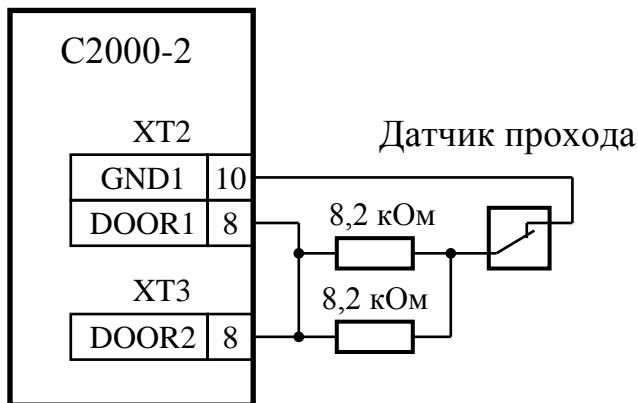 С2000-2
XT2
Датчик прохода
GND1 10
DOOR1 8
8,2 кОм
XT3
8,2 кОм
DOOR2 8